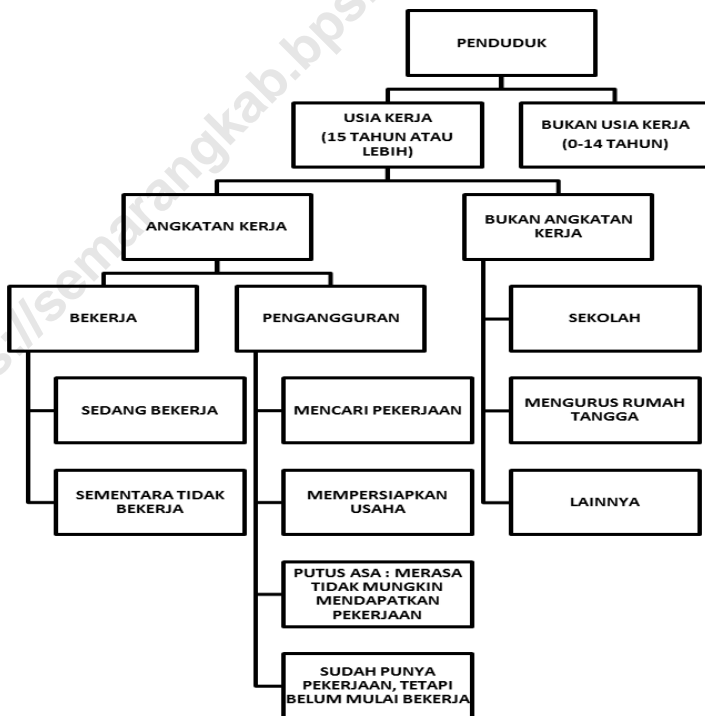 PENDUDUK
USIA KERJA
(15 TAHUN ATAU
LEBIH)
BUKAN USIA KERJA
(0-14 TAHUN)
ANGKATAN KERJA
BUKAN ANGKATAN
KERJA
BEKERJA
PENGANGGURAN
SEKOLAH
SEDANG BEKERJA
MENCARI PEKERJAAN
MENGURUS RUMAH
TANGGA
SEMENTARA TIDAK
BEKERJA
MEMPERSIAPKAN
USAHA
LAINNYA
PUTUS ASA : MERASA
TIDAK MUNGKIN
MENDAPATKAN
PEKERJAAN
SUDAH PUNYA
PEKERJAAN, TETAPI
BELUM MULAI BEKERJA
s://semarangkab.bps.